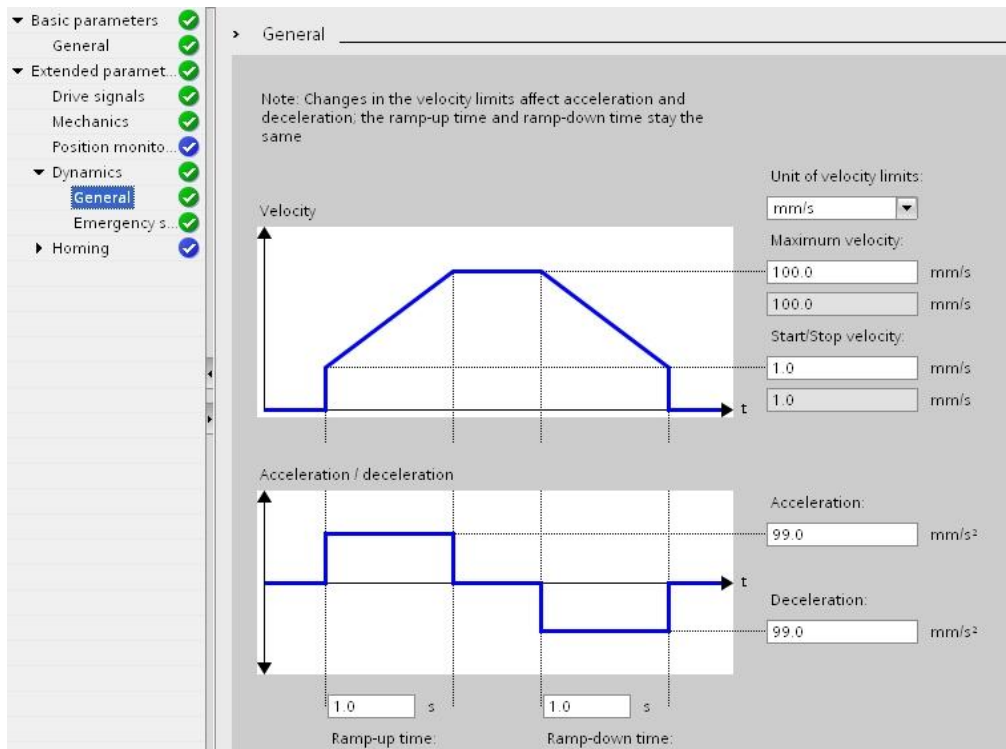 Basic parameters
General
Extended paramet...
Drive signals
Mechanics
Position monito...
Dynamics
General
Emergency s...
Homing
General
Note: Changes in the velocity limits affect acceleration and
deceleration; the ramp-up time and ramp-down time stay the
same
Unit of velocity limits:
mm/s
Velocity
Maximum velocity:
100.0 mm/s
100.0 mm/s
Start/Stop velocity:
1.0 mm/s
1.0 mm/s
t
Acceleration / deceleration
Acceleration:
99.0 mm/s²
t
Deceleration:
99.0 mm/s²
1.0 s 1.0 s
Ramp-up time: Ramp-down time: